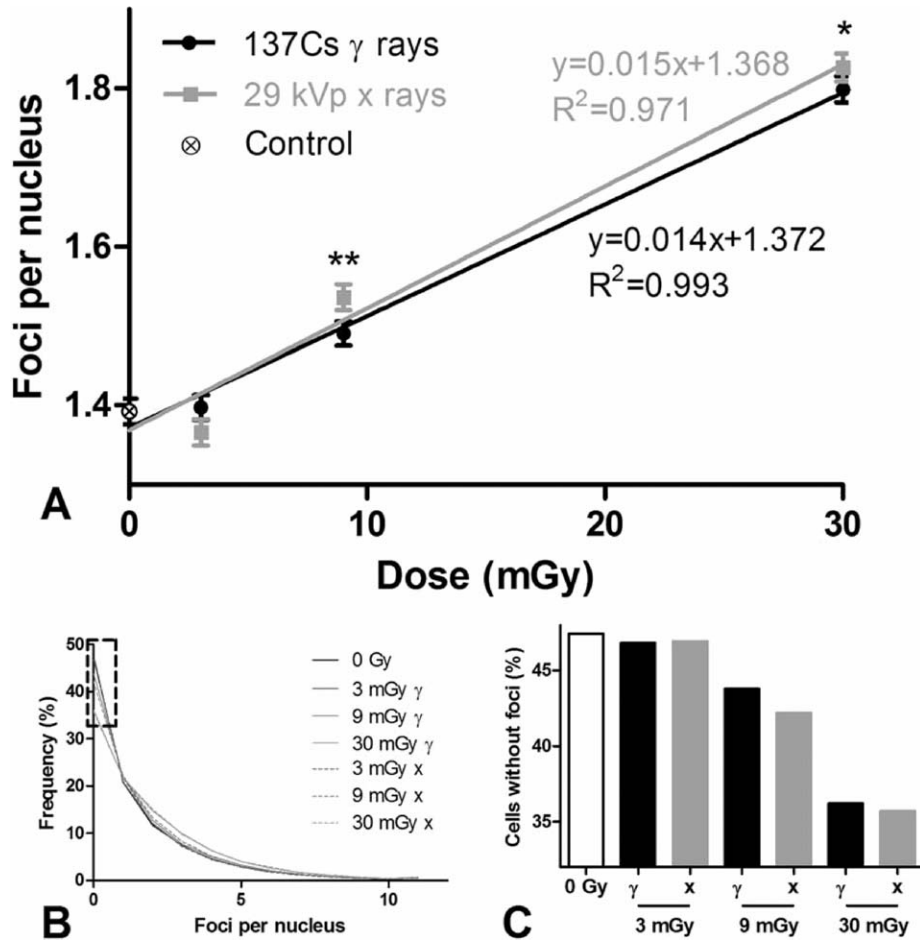 137Cs γ rays
29 kVp x rays
Control
y=0.015x+1.368
R²=0.971
*
**
y=0.014x+1.372
R²=0.993
1.8
1.6
1.4
Foci per nucleus
0
10
20
30
Dose (mGy)
A
50
40
30
20
10
0
Frequency (%)
0 Gy
3 mGy γ
9 mGy γ
30 mGy γ
3 mGy x
9 mGy x
30 mGy x
0
5
10
Foci per nucleus
B
45
40
35
Cells without foci (%)
0 Gy
γ x γ x γ x
3 mGy 9 mGy 30 mGy
C